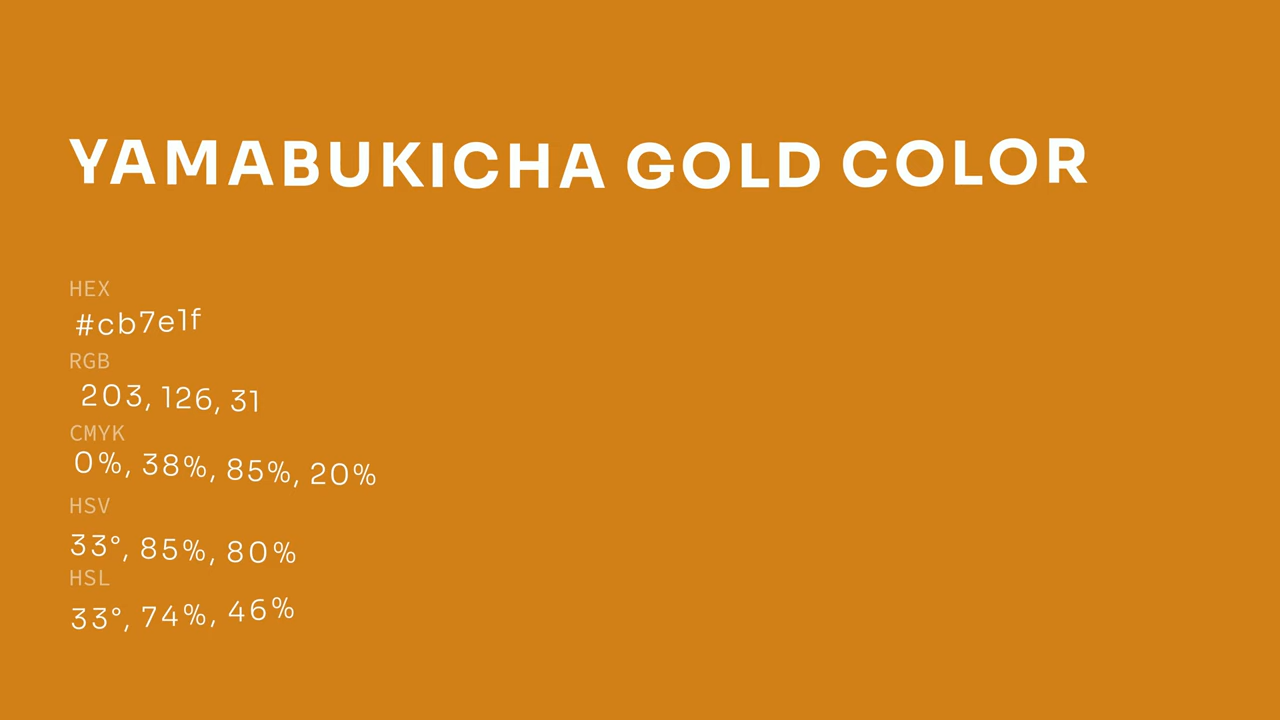 YAMABUKICHA GOLD COLOR
HEX
#cb7e1f
RGB
203, 126, 31
CMYK
0%, 38%, 85%, 20%
HSV
33°, 85%, 80%
HSL
33°, 74%, 46%